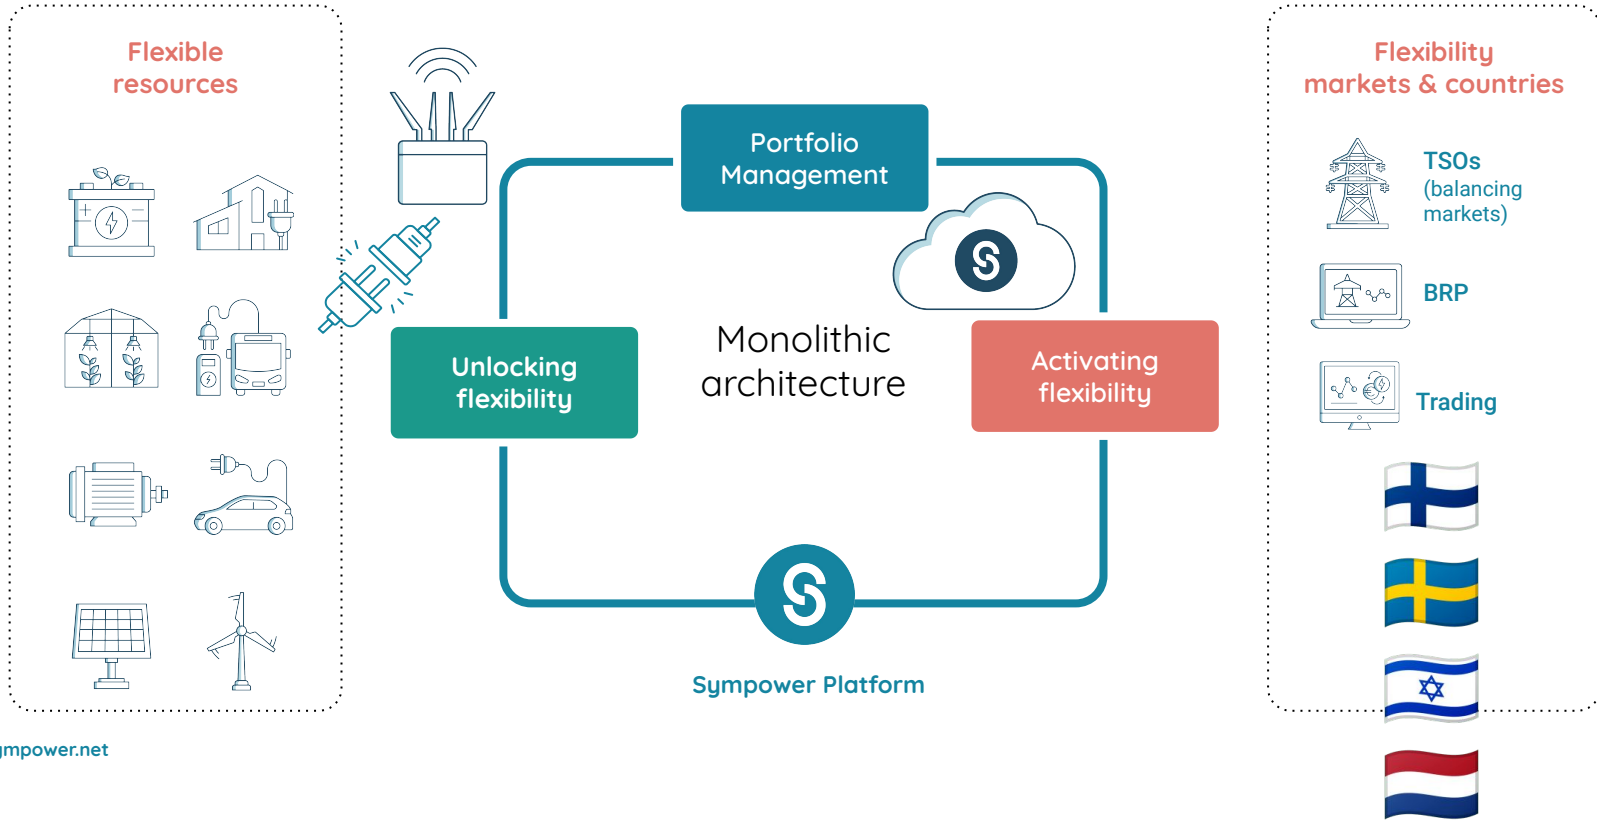 Flexible
resources
Portfolio
Management
Unlocking
flexibility
Monolithic
architecture
Activating
flexibility
Sympower Platform
Flexibility
markets & countries
TSOs
(balancing
markets)
BRP
Trading
ympower.net